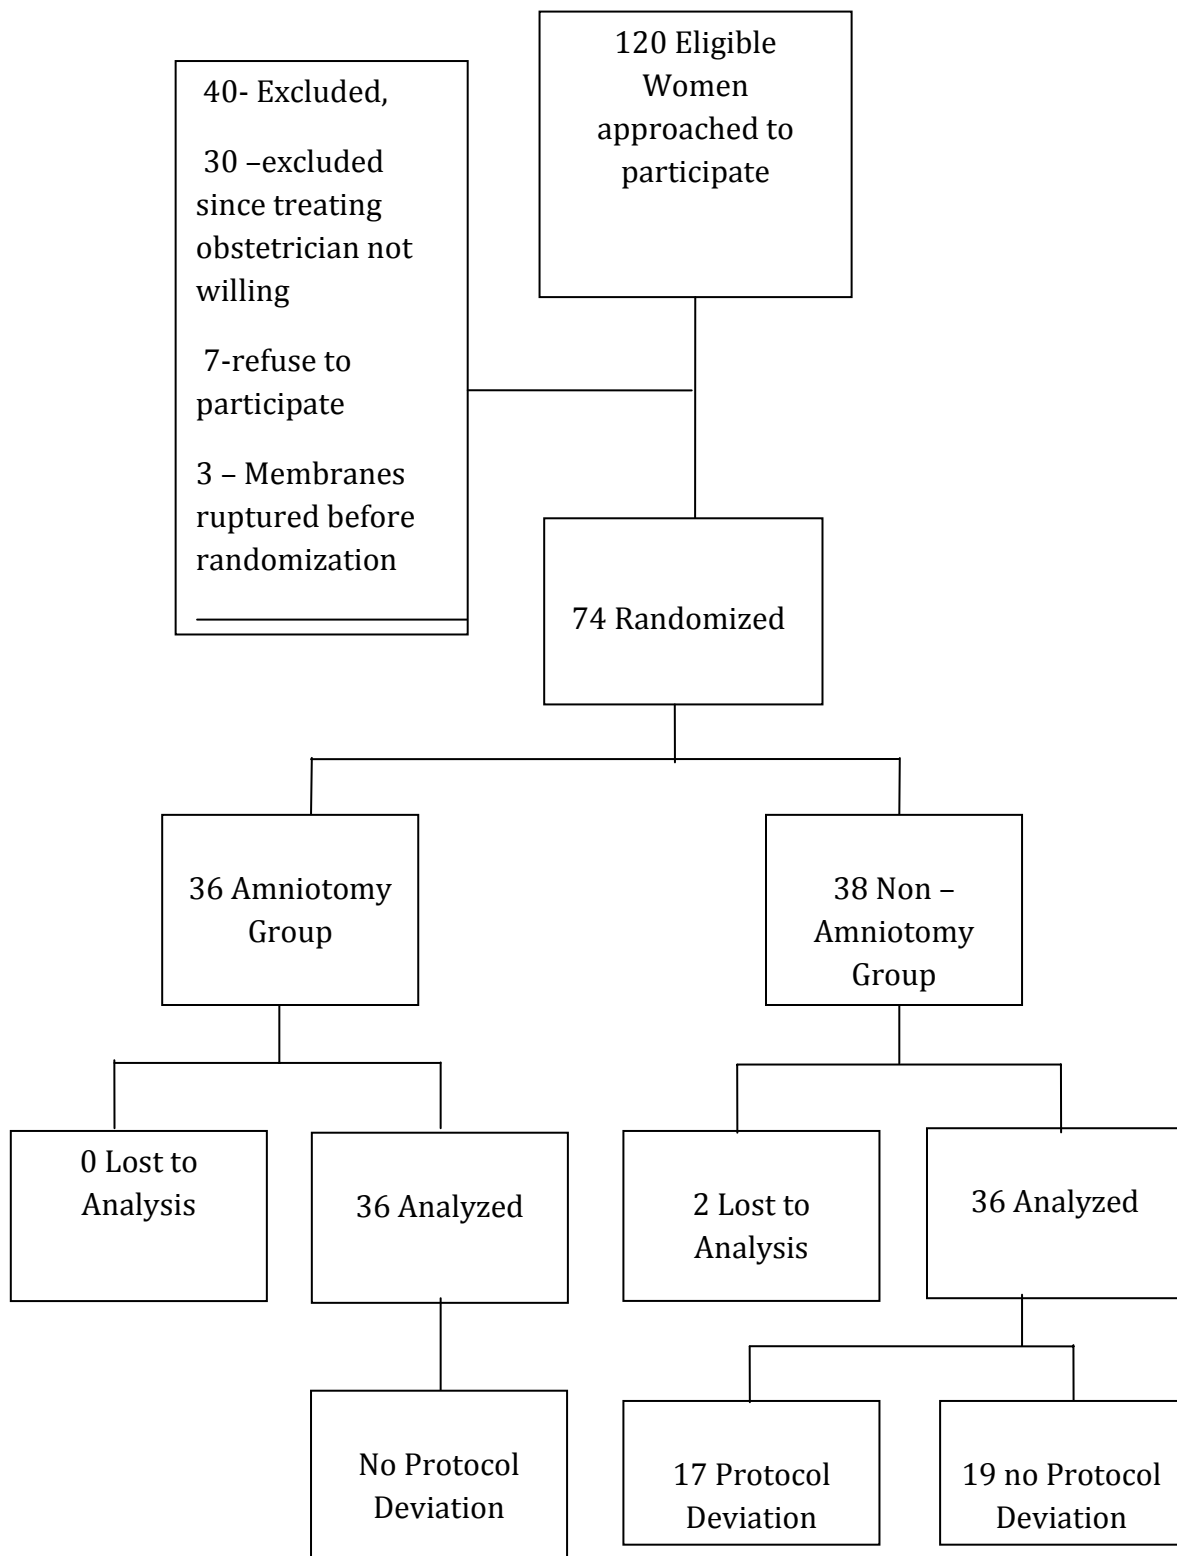 120 Eligible
Women
approached to
participate
40- Excluded,
30 –excluded
since treating
obstetrician not
willing
7-refuse to
participate
3 – Membranes
ruptured before
randomization
74 Randomized
36 Amniotomy
Group
38 Non –
Amniotomy
Group
0 Lost to
Analysis
36 Analyzed
2 Lost to
Analysis
36 Analyzed
No Protocol
Deviation
17 Protocol
Deviation
19 no Protocol
Deviation